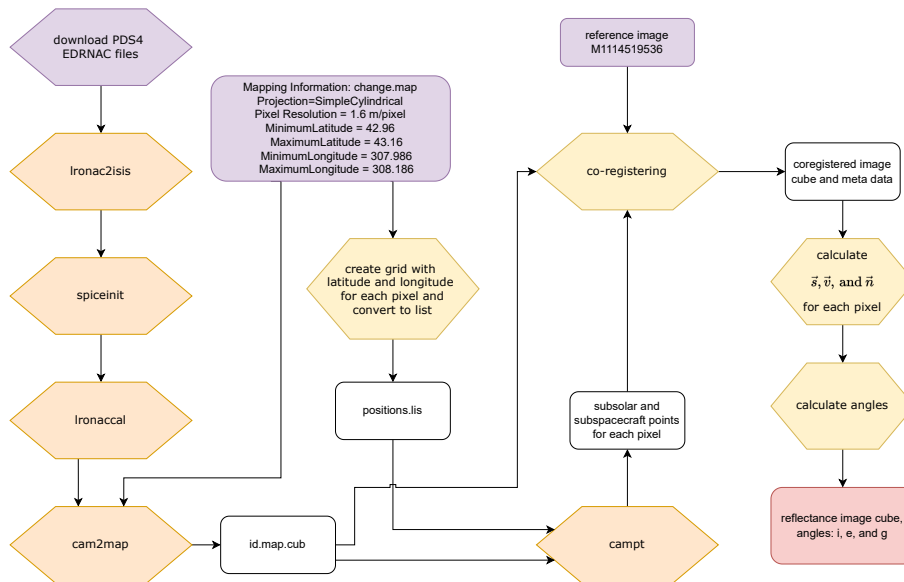 download PDS4
EDRNAC files
lronac2isis
spiceinit
lronaccal
cam2map
Mapping Information: change.map
Projection=SimpleCylindrical
Pixel Resolution = 1.6 m/pixel
MinimumLatitude = 42.96
MaximumLatitude = 43.16
MinimumLongitude = 307.986
MaximumLongitude = 308.186
create grid with
latitude and longitude
for each pixel and
convert to list
positions.lis
id.map.cub
reference image
M1114519536
co-registering
subsolar and
subspacecraft points
for each pixel
campt
coregistered image
cube and meta data
calculate
$\vec{s}, \vec{v},$ and $\vec{n}$
for each pixel
calculate angles
reflectance image cube,
angles: i, e, and g